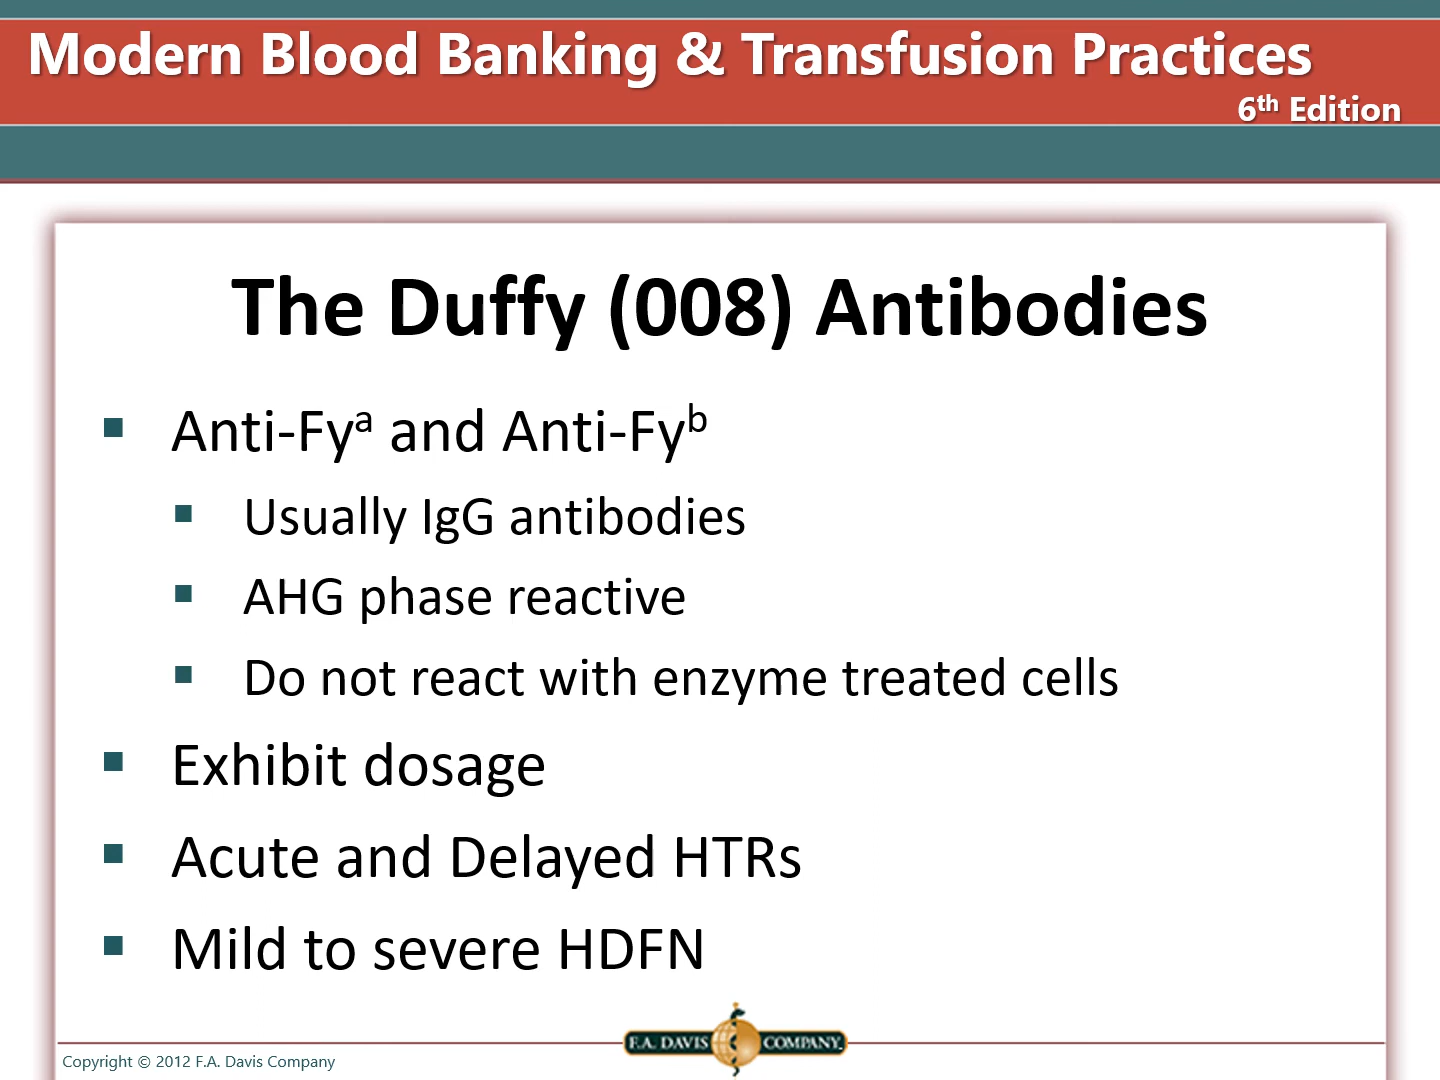 Modern Blood Banking & Transfusion Practices
6th Edition
The Duffy (008) Antibodies
▪ Anti-Fyᵃ and Anti-Fyᵇ
▪ Usually IgG antibodies
▪ AHG phase reactive
▪ Do not react with enzyme treated cells
▪ Exhibit dosage
▪ Acute and Delayed HTRs
▪ Mild to severe HDFN
F.A. DAVIS COMPANY
Copyright © 2012 F.A. Davis Company